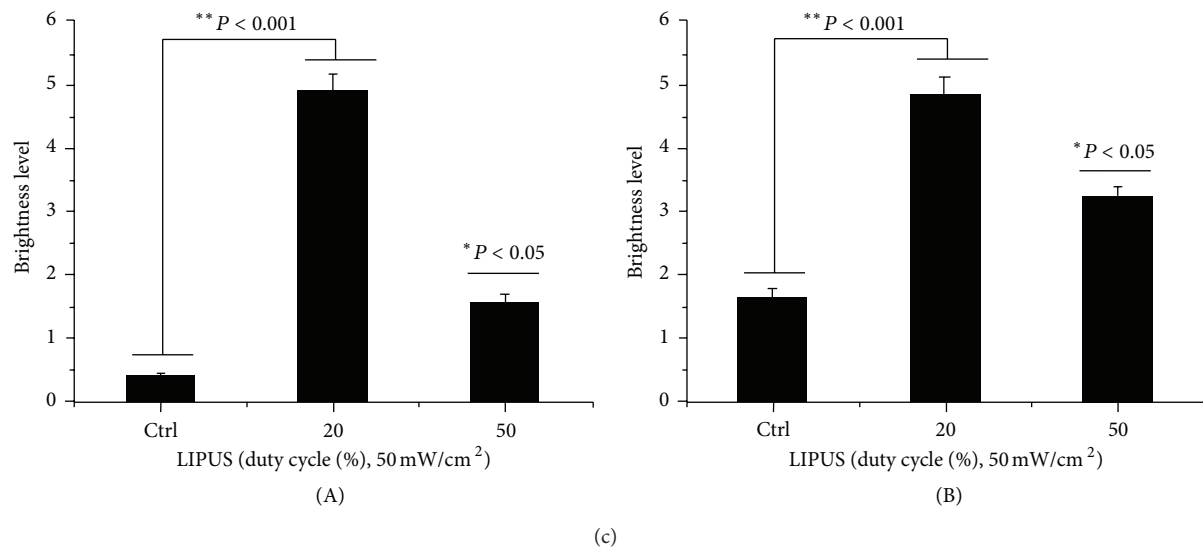 6
5
4
3
2
1
0
Brightness level
**P < 0.001
*P < 0.05
Ctrl 20 50
LIPUS (duty cycle (%), 50 mW/cm²)
(A)
6
5
4
3
2
1
0
Brightness level
**P < 0.001
*P < 0.05
Ctrl 20 50
LIPUS (duty cycle (%), 50 mW/cm²)
(B)
(c)